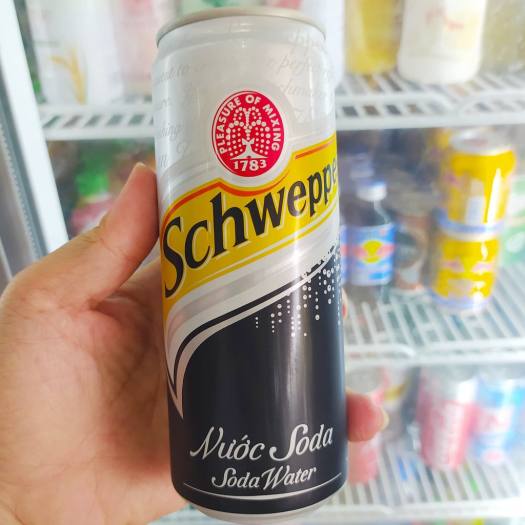 PLEASURE OF MIXING
1783
Schweppe
Nước Soda
Soda Water